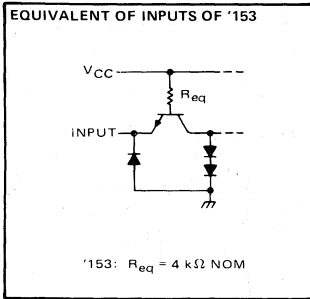 EQUIVALENT OF INPUTS OF '153
VCC
Req
INPUT
'153: Req = 4 kΩ NOM